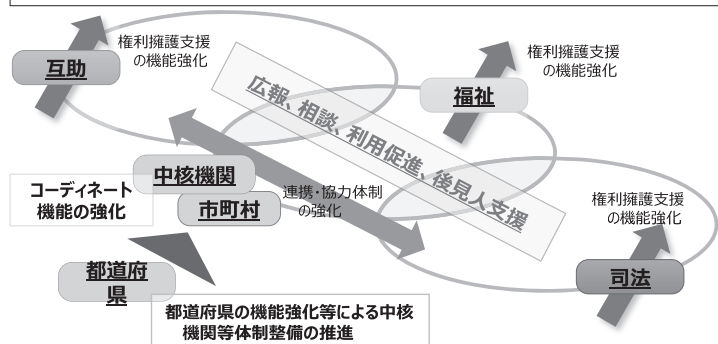 権利擁護支援
の機能強化
互助
権利擁護支援
の機能強化
福祉
広報、相談、利用促進、後見人支援
中核機関
コーディネート
機能の強化
連携・協力体制
の強化
市町村
権利擁護支援
の機能強化
都道府
県
司法
都道府県の機能強化等による中核
機関等体制整備の推進